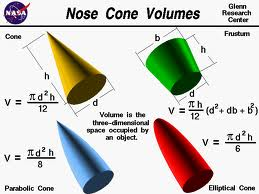 NASA
Nose Cone Volumes
Glenn
Research
Center
Cone
h
d
V = π d² h / 12
b
h
d
Frustum
V = π h / 12 (d² + db + b²)
Volume is the
three-dimensional
space occupied by
an object.
V = π d² h / 8
Parabolic Cone
V = π d² h / 6
Elliptical Cone